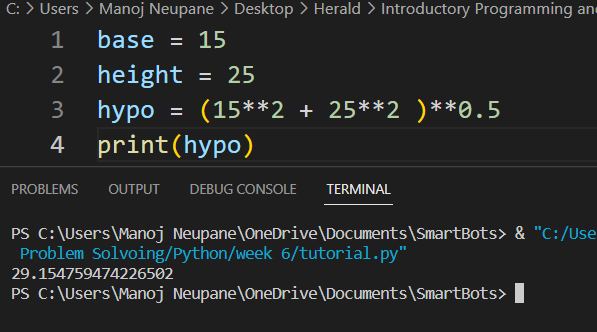 C: > Users > Manoj Neupane > Desktop > Herald > Introductory Programming an
1 base = 15
2 height = 25
3 hypo = (15**2 + 25**2 )**0.5
4 print(hypo)
PROBLEMS OUTPUT DEBUG CONSOLE TERMINAL
PS C:\Users\Manoj Neupane\OneDrive\Documents\SmartBots> & "C:/Use
Problem Solvoing/Python/week 6/tutorial.py"
29.154759474226502
PS C:\Users\Manoj Neupane\OneDrive\Documents\SmartBots>